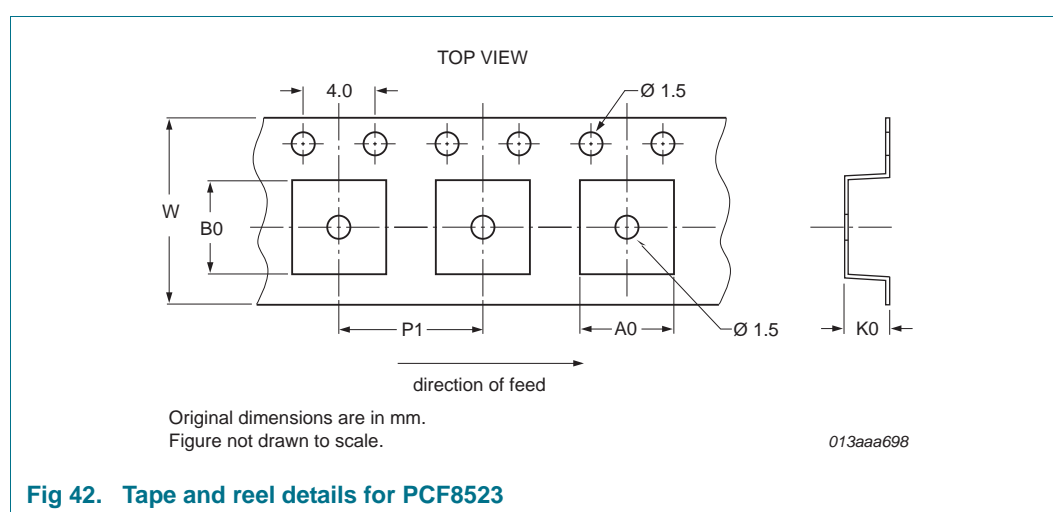 TOP VIEW
4.0
Ø 1.5
W
B0
P1
A0
Ø 1.5
K0
direction of feed
Original dimensions are in mm.
Figure not drawn to scale.
013aaa698
Fig 42. Tape and reel details for PCF8523